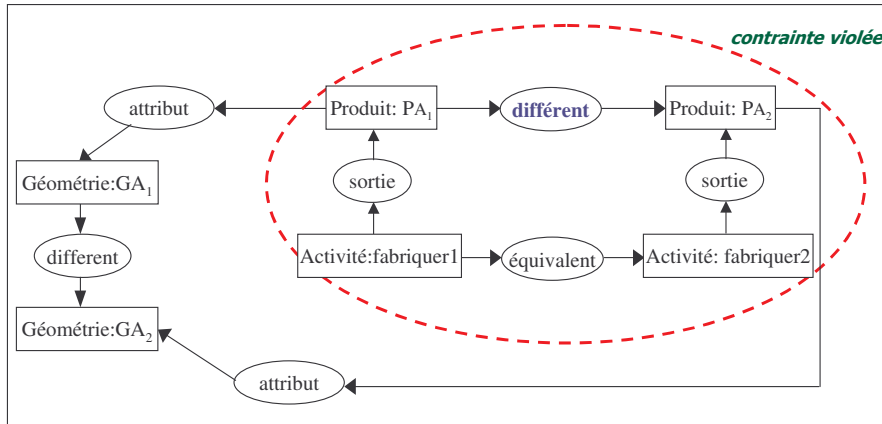 contrainte violée
attribut
Produit: PA₁
différent
Produit: PA₂
Géométrie:GA₁
sortie
sortie
different
Activité:fabriquer1
équivalent
Activité: fabriquer2
Géométrie:GA₂
attribut